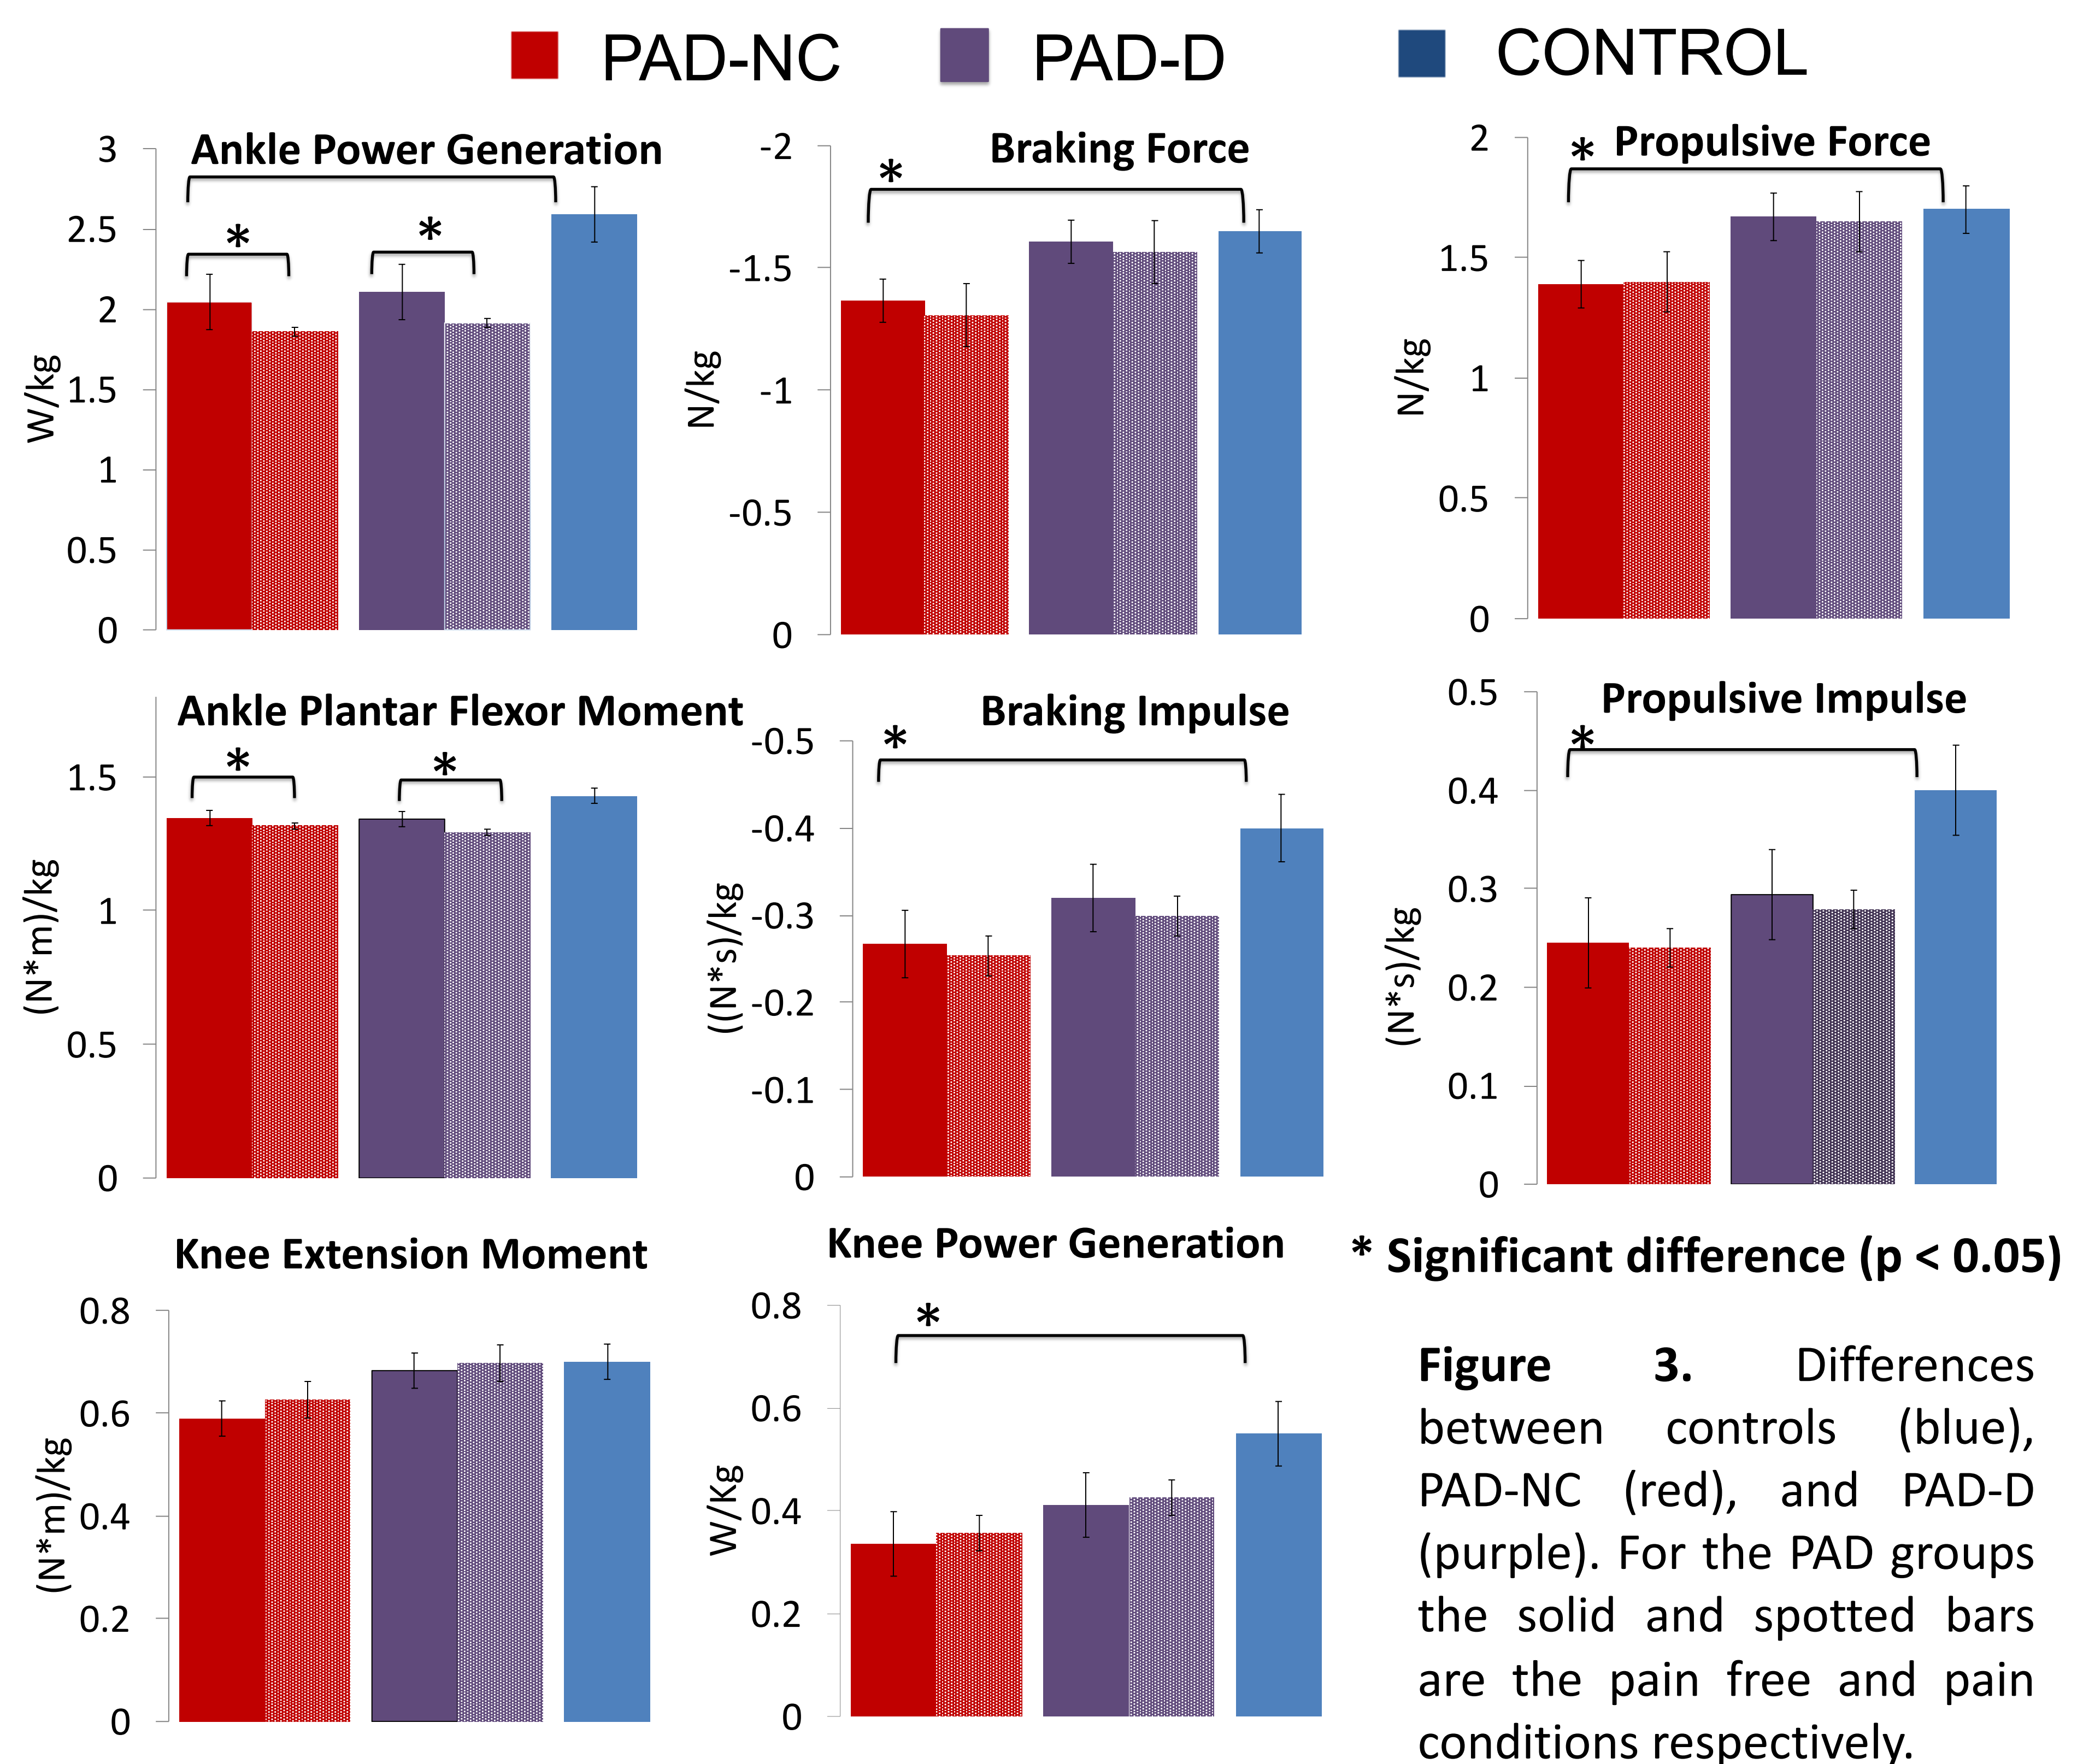 PAD-NC PAD-D CONTROL
Ankle Power Generation
3
2.5
2
1.5
1
0.5
0
W/kg
*
*
Braking Force
-2
-1.5
-1
-0.5
0
N/kg
*
Propulsive Force
2
1.5
1
0.5
0
N/kg
*
Ankle Plantar Flexor Moment
1.5
1
0.5
0
(N*m)/kg
*
*
Braking Impulse
-0.5
-0.4
-0.3
-0.2
-0.1
0
((N*s)/kg
*
Propulsive Impulse
0.5
0.4
0.3
0.2
0.1
0
(N*s)/kg
*
Knee Extension Moment
0.8
0.6
0.4
0.2
0
(N*m)/kg
Knee Power Generation
0.8
0.6
0.4
0.2
0
W/Kg
*
* Significant difference (p < 0.05)
Figure 3. Differences
between controls (blue),
PAD-NC (red), and PAD-D
(purple). For the PAD groups
the solid and spotted bars
are the pain free and pain
conditions respectively.